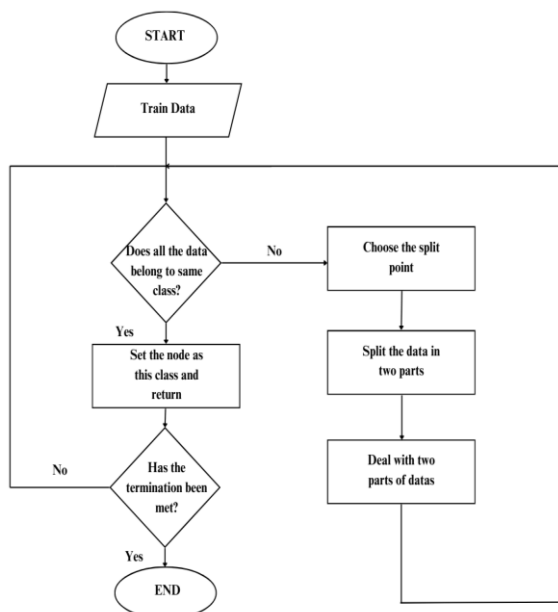 START
Train Data
Does all the data
belong to same
class?
No
Choose the split
point
Yes
Set the node as
this class and
return
Split the data in
two parts
No
Has the
termination been
met?
Deal with two
parts of datas
Yes
END